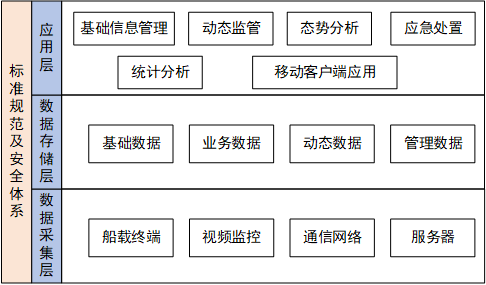 标准规范及安全体系
应用层
基础信息管理
动态监管
态势分析
应急处置
统计分析
移动客户端应用
数据存储层
基础数据
业务数据
动态数据
管理数据
数据采集层
船载终端
视频监控
通信网络
服务器